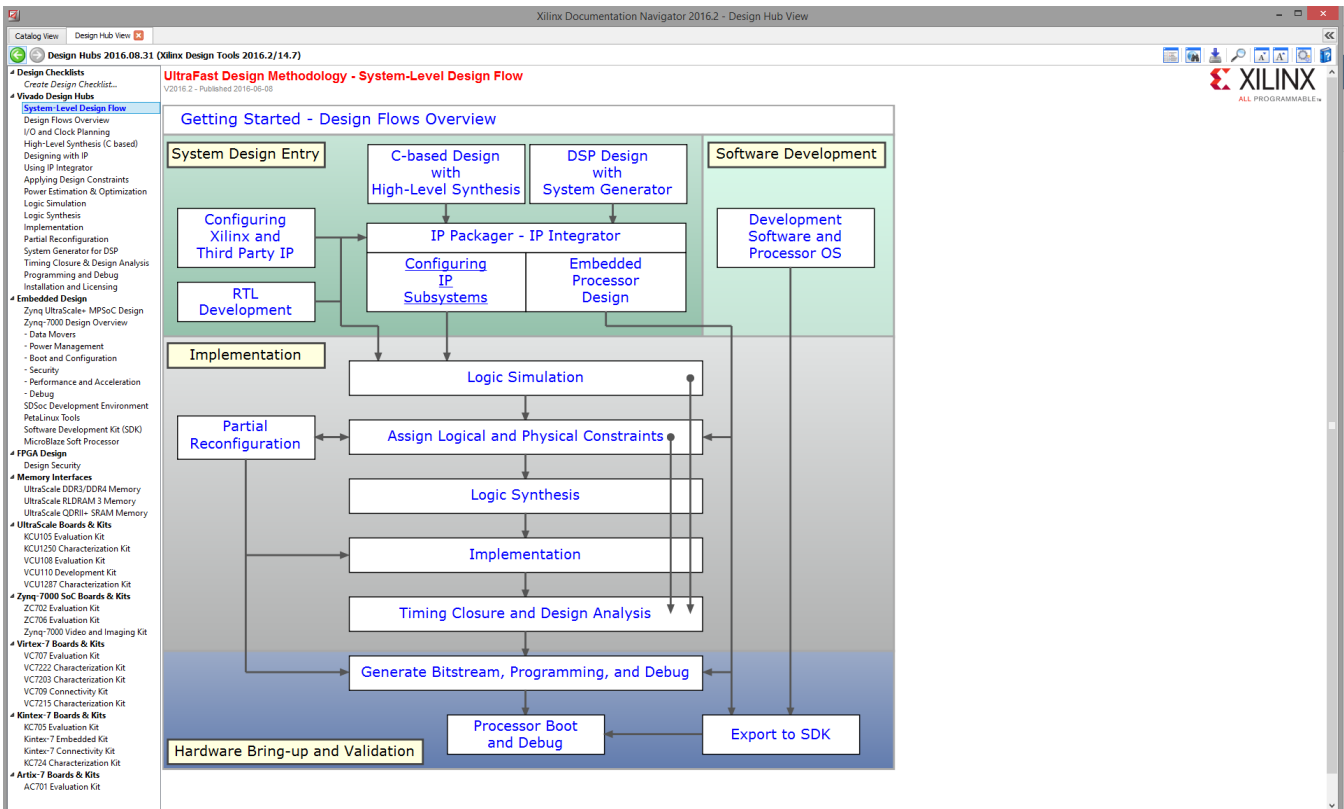 Xilinx Documentation Navigator 2016.2 - Design Hub View
Catalog View
Design Hub View
Design Hubs 2016.08.31 (Xilinx Design Tools 2016.2/14.7)
Design Checklists
Create Design Checklist...
Vivado Design Hubs
System-Level Design Flow
Design Flows Overview
I/O and Clock Planning
High-Level Synthesis (C based)
Designing with IP
Using IP Integrator
Applying Design Constraints
Power Estimation & Optimization
Logic Simulation
Logic Synthesis
Implementation
Partial Reconfiguration
System Generator for DSP
Timing Closure & Design Analysis
Programming and Debug
Installation and Licensing
Embedded Design
Zynq UltraScale+ MPSoC Design
Zynq-7000 Design Overview
- Data Movers
- Power Management
- Boot and Configuration
- Security
- Performance and Acceleration
- Debug
SDSoc Development Environment
PetaLinux Tools
Software Development Kit (SDK)
MicroBlaze Soft Processor
FPGA Design
Design Security
Memory Interfaces
UltraScale DDR3/DDR4 Memory
UltraScale RLDRAM 3 Memory
UltraScale QDRII+ SRAM Memory
UltraScale Boards & Kits
KCU105 Evaluation Kit
KCU1250 Characterization Kit
VCU108 Evaluation Kit
VCU110 Development Kit
VCU1287 Characterization Kit
Zynq-7000 SoC Boards & Kits
ZC702 Evaluation Kit
ZC706 Evaluation Kit
Zynq-7000 Video and Imaging Kit
Virtex-7 Boards & Kits
VC707 Evaluation Kit
VC7222 Characterization Kit
VC7203 Characterization Kit
VC709 Connectivity Kit
VC7215 Characterization Kit
Kintex-7 Boards & Kits
KC705 Evaluation Kit
Kintex-7 Embedded Kit
Kintex-7 Connectivity Kit
KC724 Characterization Kit
Artix-7 Boards & Kits
AC701 Evaluation Kit
UltraFast Design Methodology - System-Level Design Flow
V2016.2 - Published 2016-06-08
XILINX
ALL PROGRAMMABLE™
Getting Started - Design Flows Overview
System Design Entry
C-based Design
with
High-Level Synthesis
DSP Design
with
System Generator
Software Development
Configuring
Xilinx and
Third Party IP
IP Packager - IP Integrator
Development
Software and
Processor OS
Configuring
IP
Subsystems
Embedded
Processor
Design
RTL
Development
Implementation
Logic Simulation
Partial
Reconfiguration
Assign Logical and Physical Constraints
Logic Synthesis
Implementation
Timing Closure and Design Analysis
Generate Bitstream, Programming, and Debug
Processor Boot
and Debug
Export to SDK
Hardware Bring-up and Validation